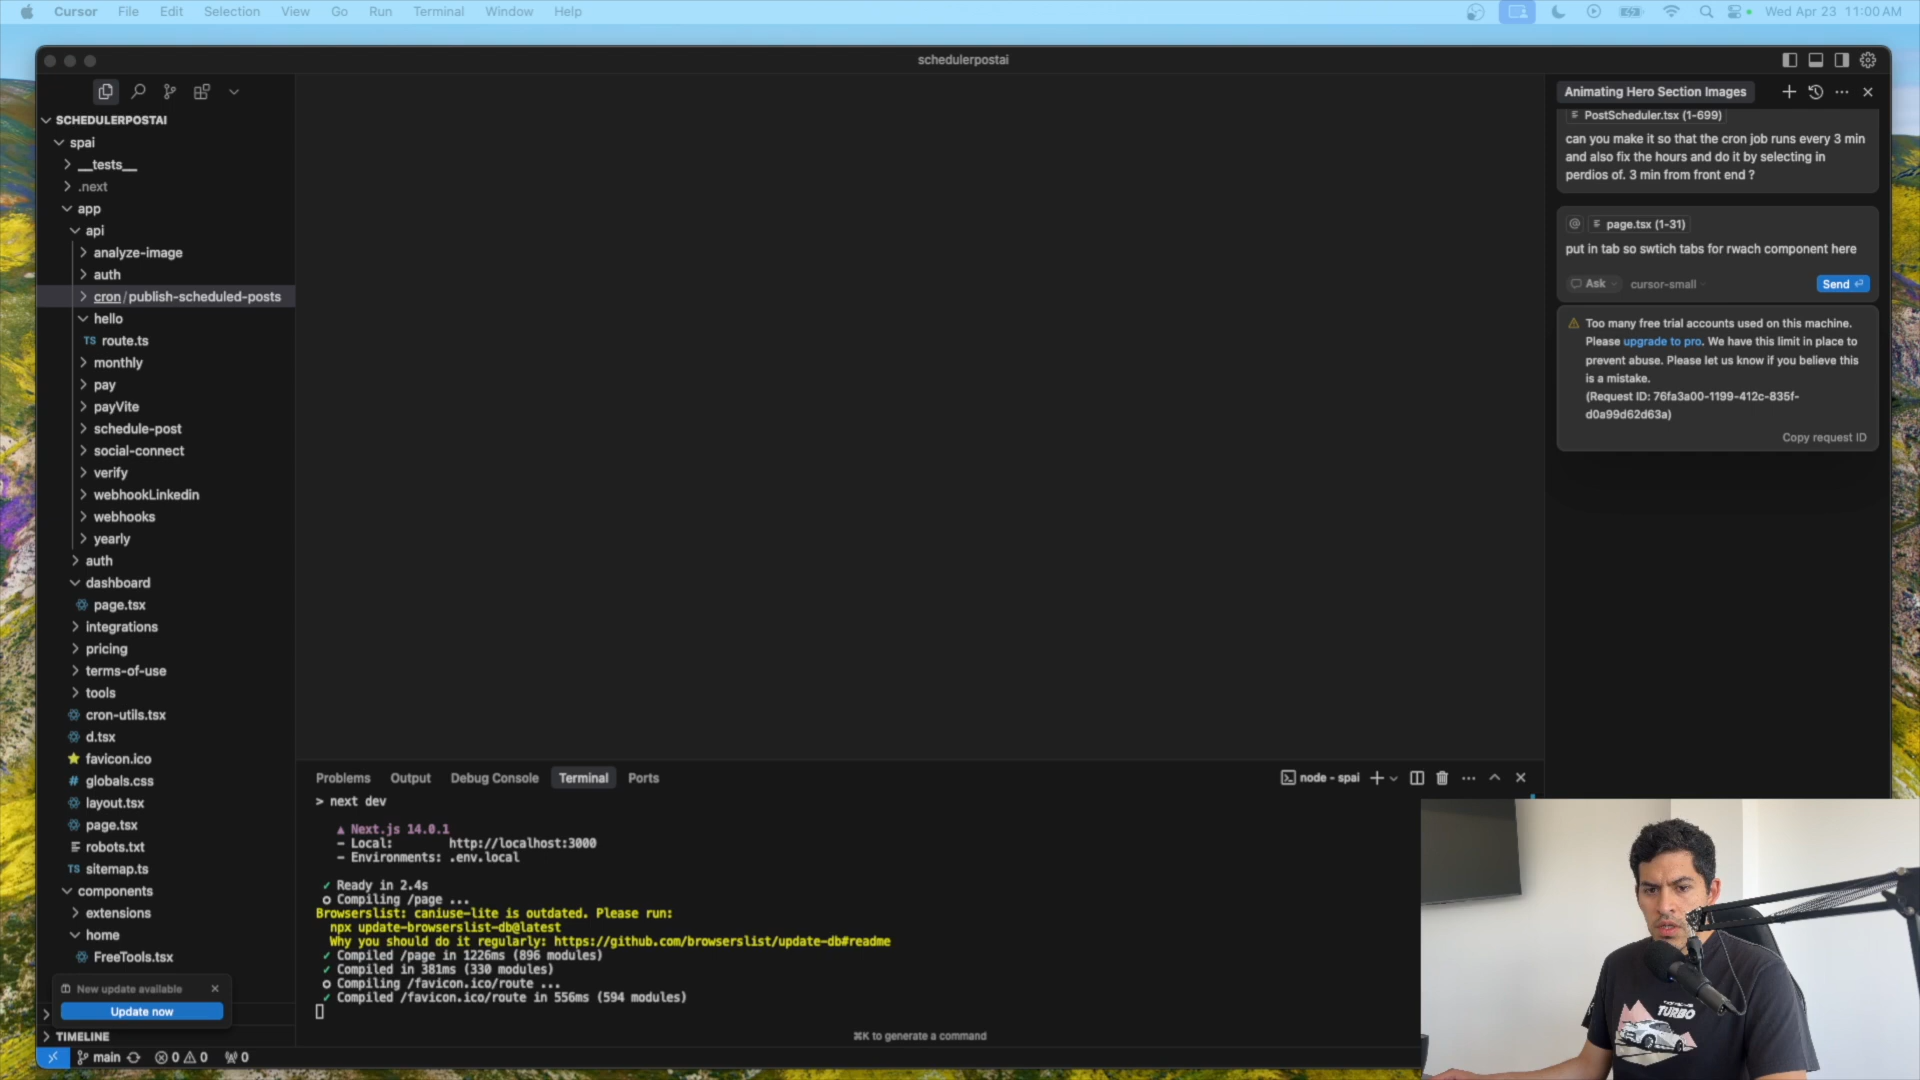 Cursor File Edit Selection View Go Run Terminal Window Help
Wed Apr 23 11:00 AM
schedulerpostai
SCHEDULERPOSTAI
spai
__tests__
.next
app
api
analyze-image
auth
cron/publish-scheduled-posts
hello
TS route.ts
monthly
pay
payVite
schedule-post
social-connect
verify
webhookLinkedin
webhooks
yearly
auth
dashboard
page.tsx
integrations
pricing
terms-of-use
tools
cron-utils.tsx
d.tsx
favicon.ico
# globals.css
layout.tsx
page.tsx
robots.txt
TS sitemap.ts
components
extensions
home
FreeTools.tsx
New update available
Update now
TIMELINE
main 0 0 0
Problems Output Debug Console Terminal Ports
node - spai
> next dev
▲ Next.js 14.0.1
- Local: http://localhost:3000
- Environments: .env.local
✓ Ready in 2.4s
○ Compiling /page ...
Browserslist: caniuse-lite is outdated. Please run:
npx update-browserslist-db@latest
Why you should do it regularly: https://github.com/browserslist/update-db#readme
✓ Compiled /page in 1226ms (896 modules)
✓ Compiled in 381ms (330 modules)
○ Compiling /favicon.ico/route ...
✓ Compiled /favicon.ico/route in 556ms (594 modules)
⌘K to generate a command
Animating Hero Section Images
PostScheduler.tsx (1-699)
can you make it so that the cron job runs every 3 min
and also fix the hours and do it by selecting in
perdios of. 3 min from front end ?
@ page.tsx (1-31)
put in tab so swtich tabs for rwach component here
Ask cursor-small Send
Too many free trial accounts used on this machine.
Please upgrade to pro. We have this limit in place to
prevent abuse. Please let us know if you believe this
is a mistake.
(Request ID: 76fa3a00-1199-412c-835f-
d0a99d62d63a)
Copy request ID
TURBO